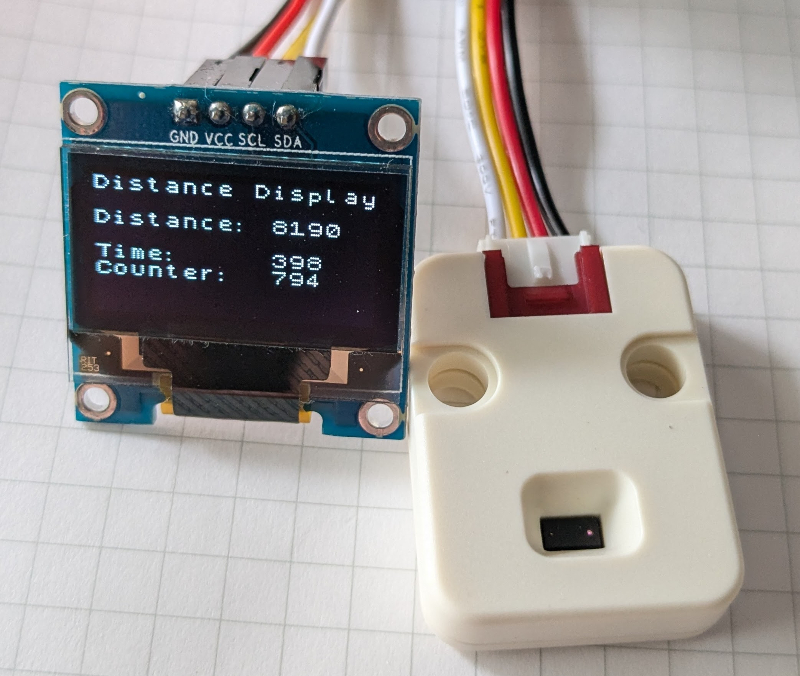 GND VCC SCL SDA
Distance Display
Distance: 8190
Time: 398
Counter: 794